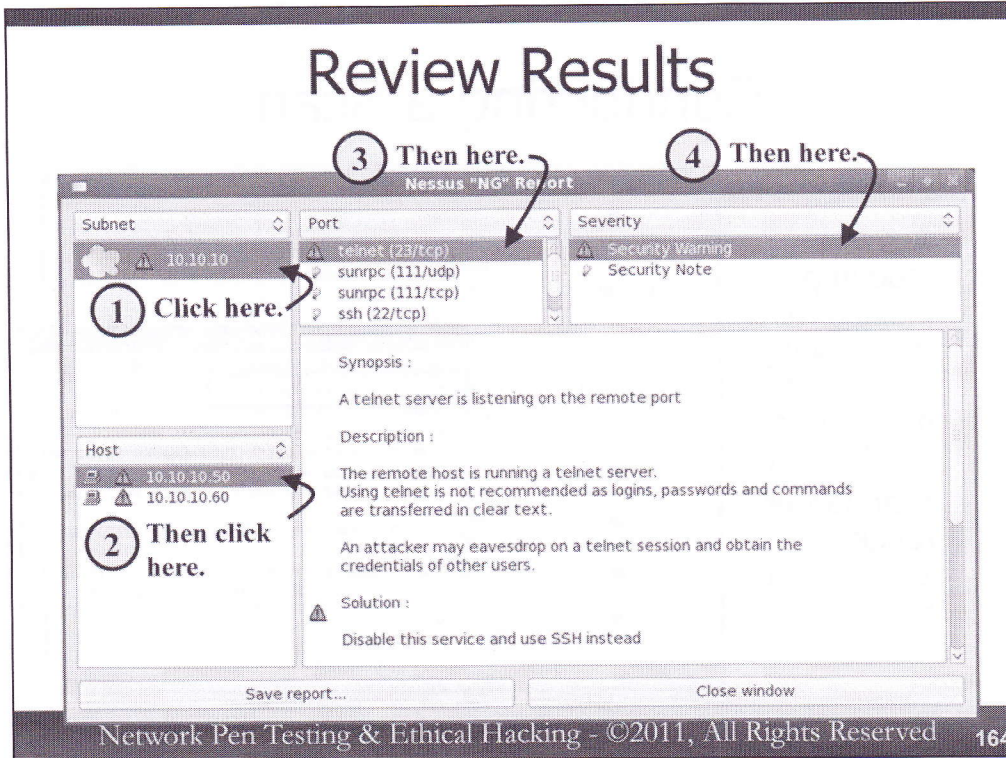 Review Results
3 Then here.
4 Then here.
Nessus "NG" Report
Subnet
Port
Severity
10.10.10
telnet (23/tcp)
sunrpc (111/udp)
sunrpc (111/tcp)
ssh (22/tcp)
Security Warning
Security Note
1 Click here.
Synopsis :
A telnet server is listening on the remote port
Description :
The remote host is running a telnet server.
Using telnet is not recommended as logins, passwords and commands
are transferred in clear text.
An attacker may eavesdrop on a telnet session and obtain the
credentials of other users.
Solution :
Disable this service and use SSH instead
Host
10.10.10.50
10.10.10.60
2 Then click
here.
Save report...
Close window
Network Pen Testing & Ethical Hacking - ©2011, All Rights Reserved
164